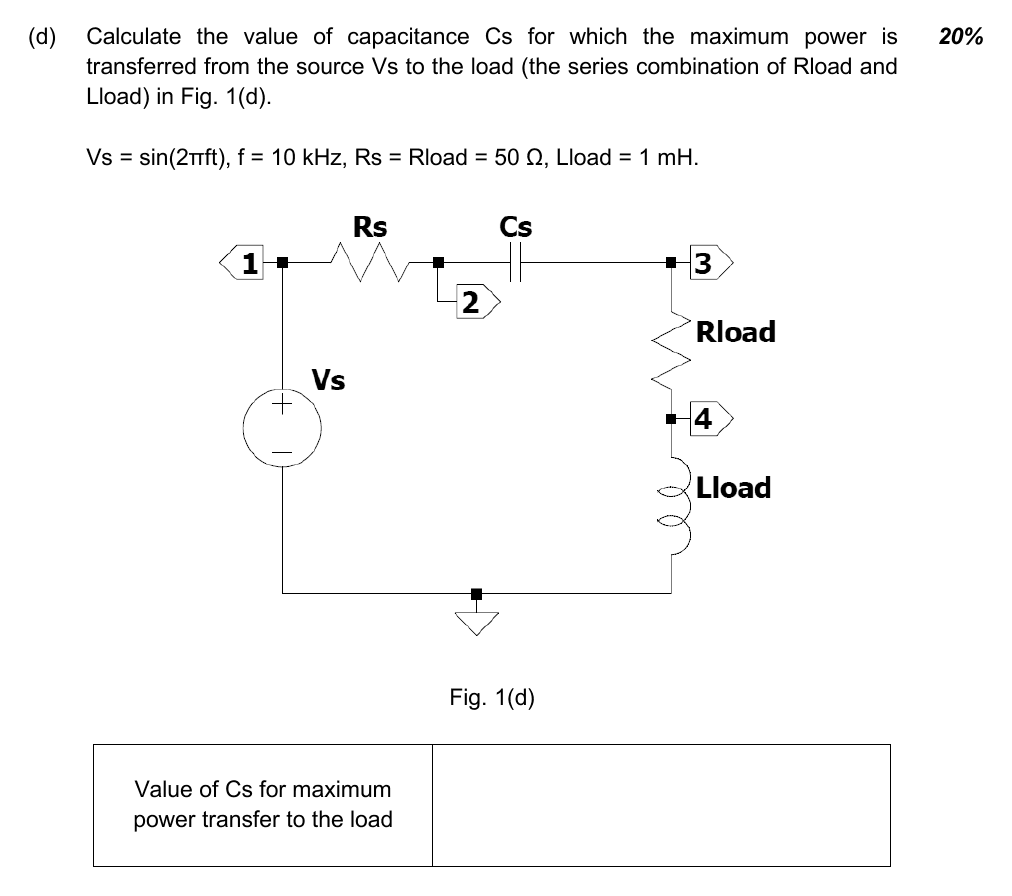 (d) Calculate the value of capacitance Cs for which the maximum power is 20%
transferred from the source Vs to the load (the series combination of Rload and
Lload) in Fig. 1(d).
Vs = sin(2πft), f = 10 kHz, Rs = Rload = 50 Ω, Lload = 1 mH.
Rs Cs
1 3
2
Rload
Vs
4
Lload
Fig. 1(d)
Value of Cs for maximum
power transfer to the load